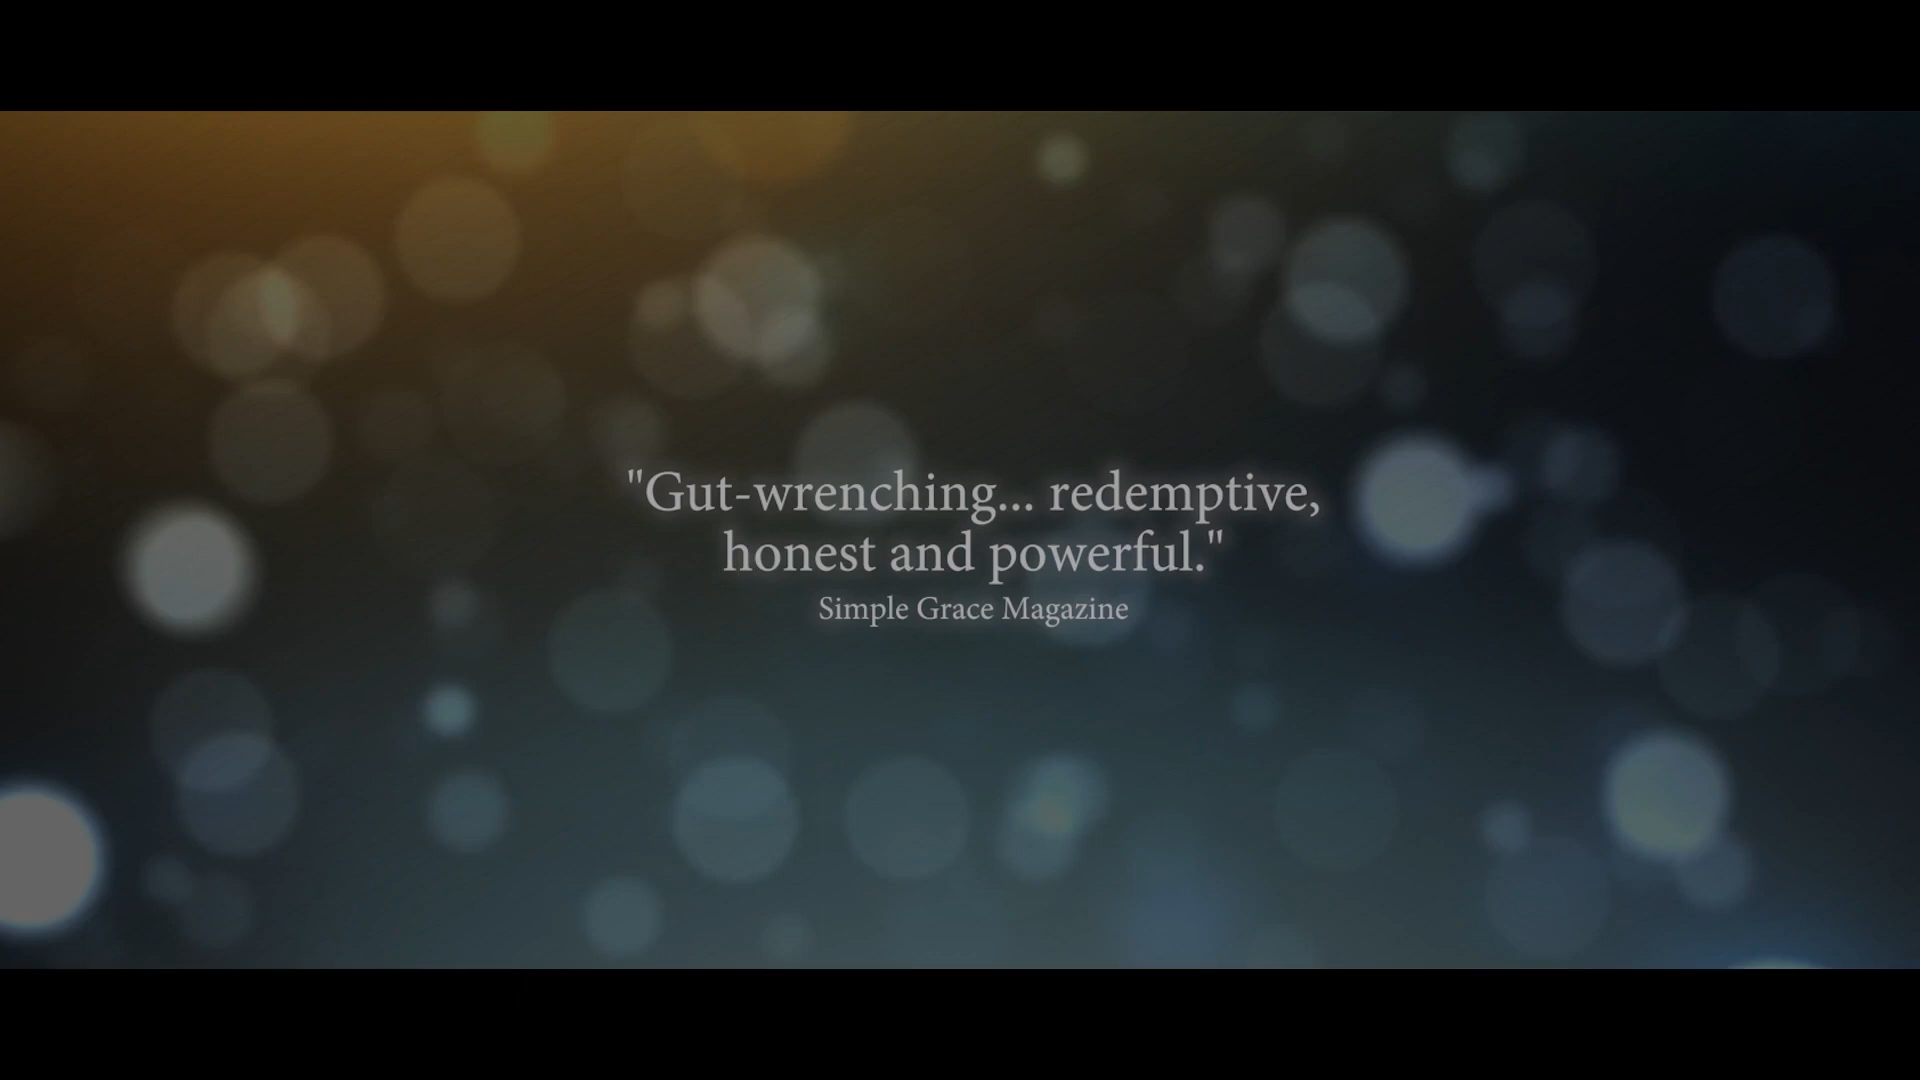 "Gut-wrenching... redemptive,
honest and powerful."
Simple Grace Magazine